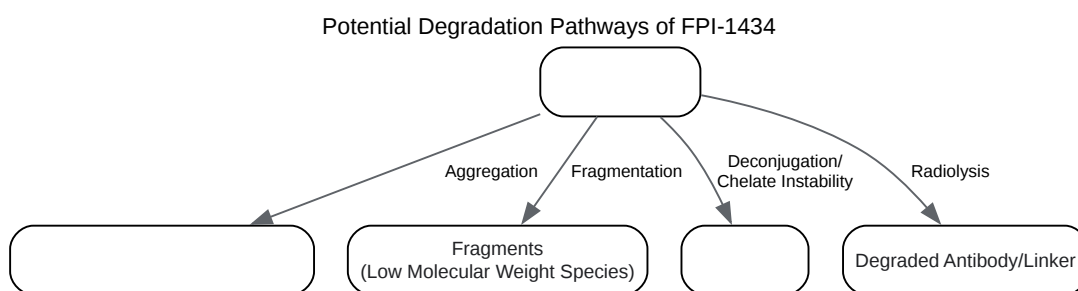 Potential Degradation Pathways of FPI-1434
Aggregation
Fragmentation
Deconjugation/
Chelate Instability
Radiolysis
Fragments
(Low Molecular Weight Species)
Degraded Antibody/Linker